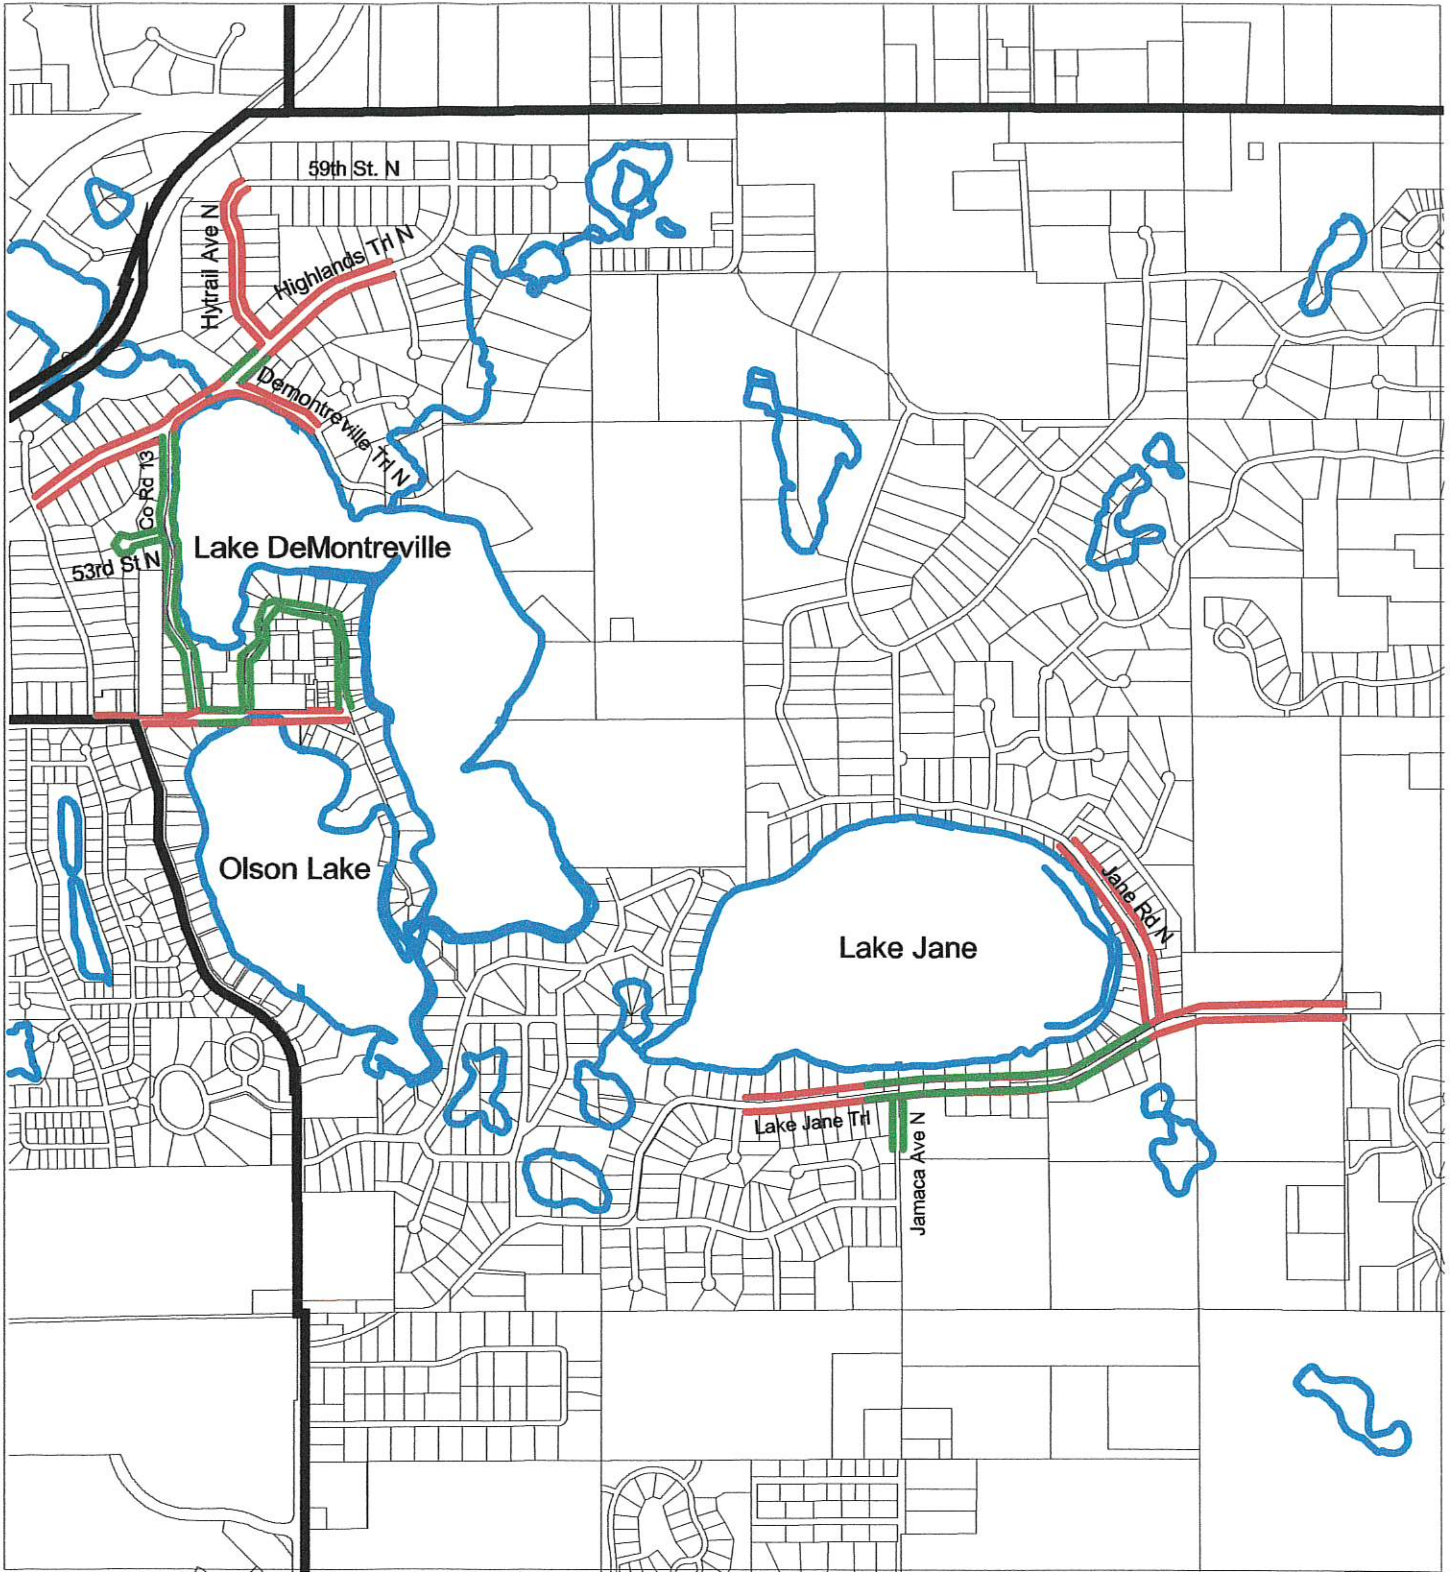 59th St. N
Hytrail Ave N
Highlands Trl N
Demontreville Trl N
Co Rd 13
53rd St N
Lake DeMontreville
Olson Lake
Lake Jane
Jane Rd N
Lake Jane Trl
Jamaca Ave N